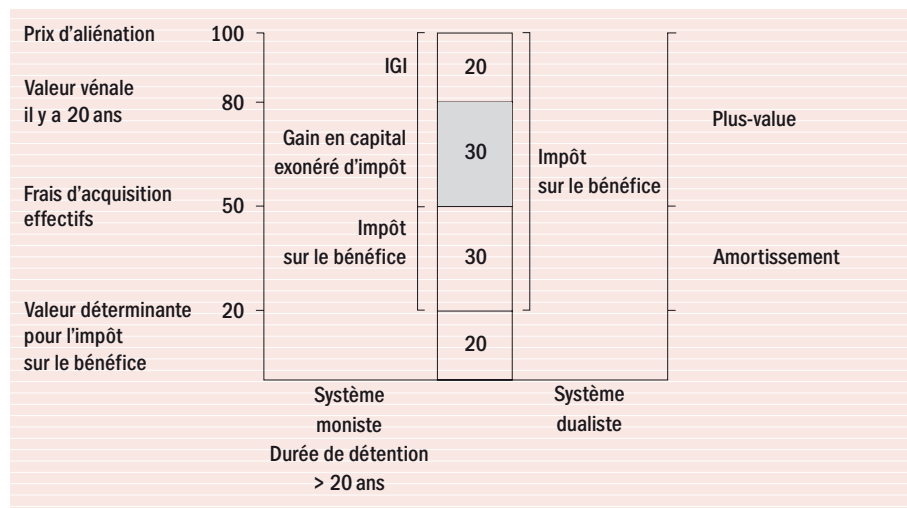 Prix d'aliénation
100
IGI
20
Valeur vénale
il y a 20 ans
80
Gain en capital
exonéré d'impôt
30
Impôt
sur le bénéfice
Plus-value
Frais d'acquisition
effectifs
50
Impôt
sur le bénéfice
30
Amortissement
Valeur déterminante
pour l'impôt
sur le bénéfice
20
20
Système
moniste
Durée de détention
> 20 ans
Système
dualiste